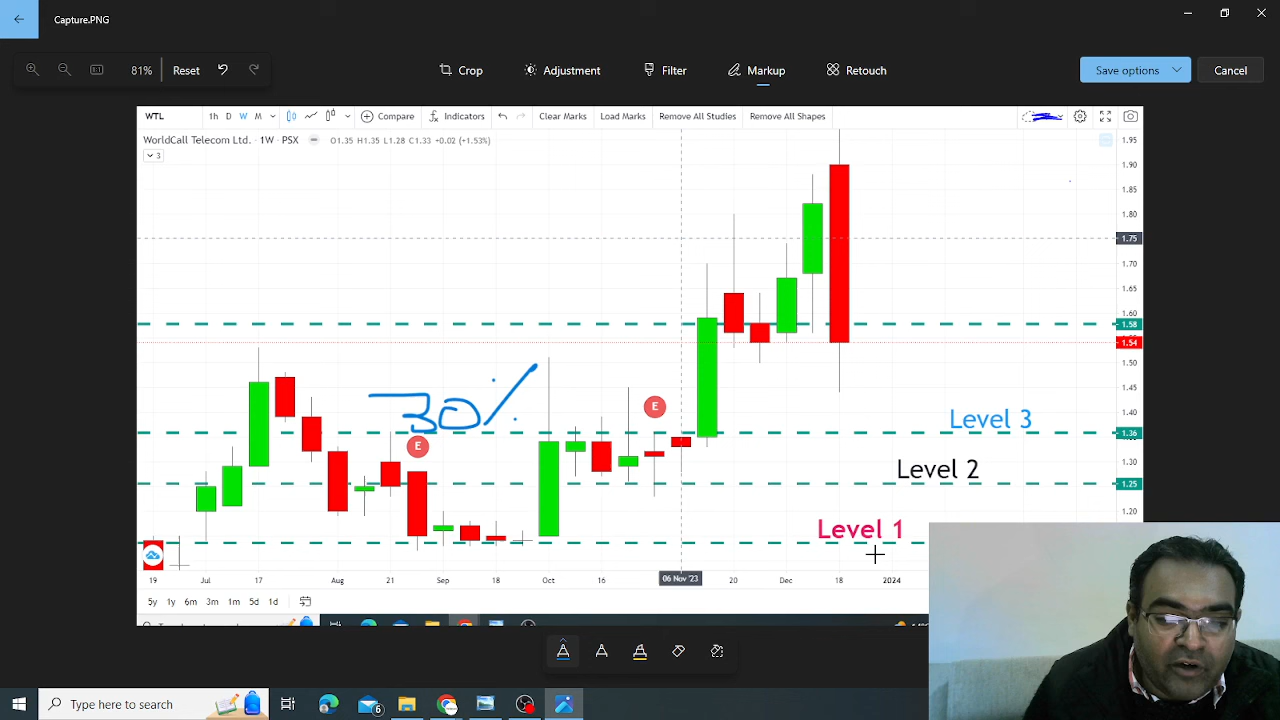 Capture.PNG
81% Reset Crop Adjustment Filter Markup Retouch Save options Cancel
WTL 1h D W M Compare Indicators Clear Marks Load Marks Remove All Studies Remove All Shapes
WorldCall Telecom Ltd. · 1W · PSX O1.35 H1.35 L1.28 C1.33 +0.02 (+1.53%)
3
1.95
1.90
1.85
1.80
1.75
1.70
1.65
1.60
1.58
1.54
1.50
1.45
1.40
30%
E
Level 3
1.36
E
1.30
Level 2
1.25
1.20
Level 1
19 Jul 17 Aug 21 Sep 18 Oct 16 06 Nov '23 20 Dec 18 2024
5y 1y 6m 3m 1m 5d 1d
Type here to search
6